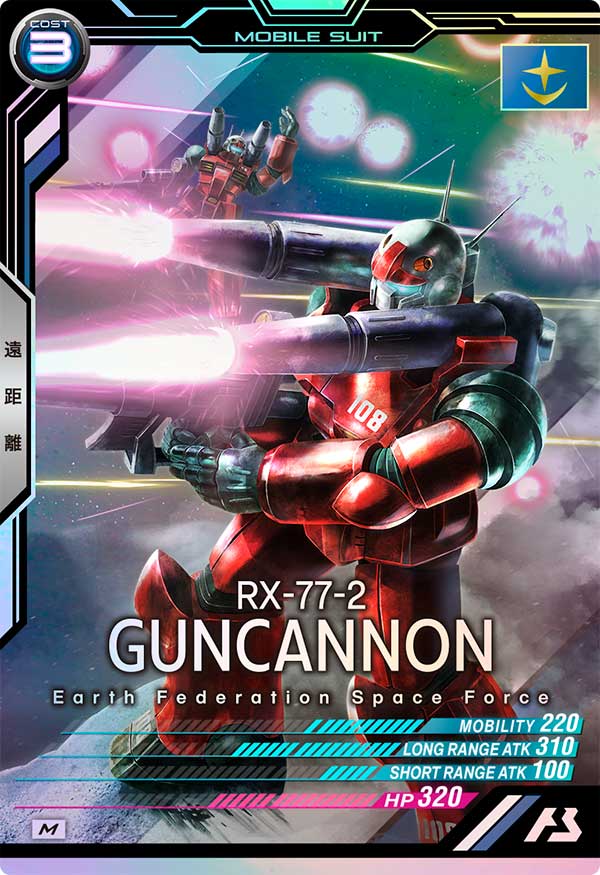 COST
3
MOBILE SUIT
遠距離
108
RX-77-2
GUNCANNON
Earth Federation Space Force
MOBILITY 220
LONG RANGE ATK 310
SHORT RANGE ATK 100
HP 320
108
M